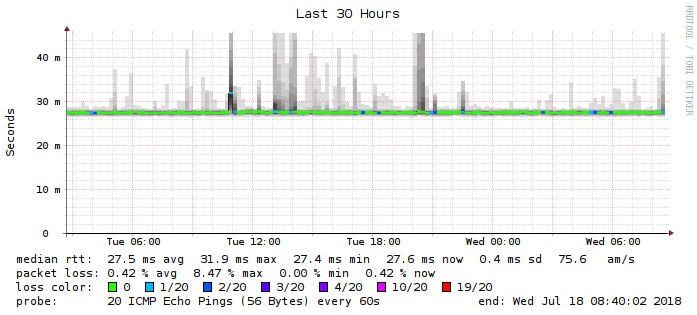 Last 30 Hours
RRDTOOL / TOBI OETIKER
Seconds
40 m
30 m
20 m
10 m
0
Tue 06:00 Tue 12:00 Tue 18:00 Wed 00:00 Wed 06:00
median rtt: 27.5 ms avg 31.9 ms max 27.4 ms min 27.6 ms now 0.4 ms sd 75.6 am/s
packet loss: 0.42 % avg 8.47 % max 0.00 % min 0.42 % now
loss color: 0 1/20 2/20 3/20 4/20 10/20 19/20
probe: 20 ICMP Echo Pings (56 Bytes) every 60s end: Wed Jul 18 08:40:02 2018